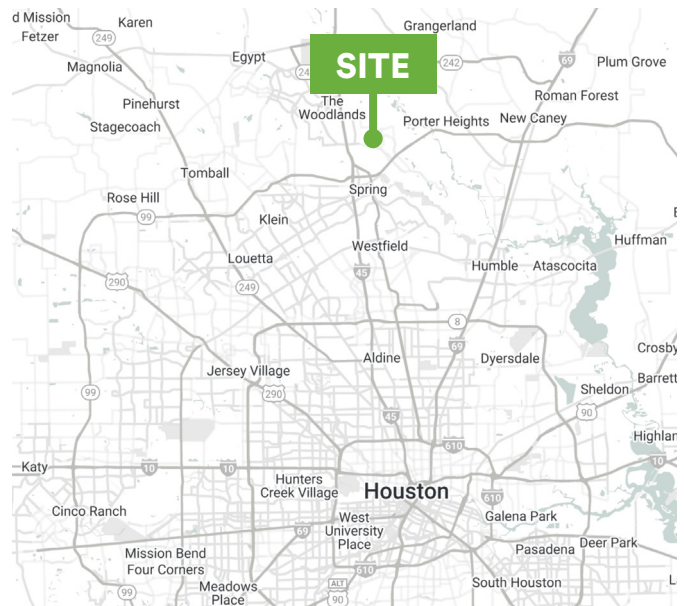 d Mission
Karen
Grangerland
Fetzer
249
Egypt
SITE
69
Magnolia
24
242
Plum Grove
Pinehurst
The
Woodlands
Roman Forest
Stagecoach
Porter Heights
New Caney
Tomball
Spring
Rose Hill
99
Klein
Westfield
Huffman
Louetta
45
Humble
Atascocita
290
249
8
69
Crosby
Aldine
Dyersdale
Jersey Village
Barrett
99
290
Sheldon
45
90
610
Highlan
Katy
10
10
10
Hunters
Creek Village
Houston
610
Cinco Ranch
West
University
Place
Galena Park
69
Mission Bend
Four Corners
Pasadena
Deer Park
610
South Houston
99
Meadows
Place
ALT
90